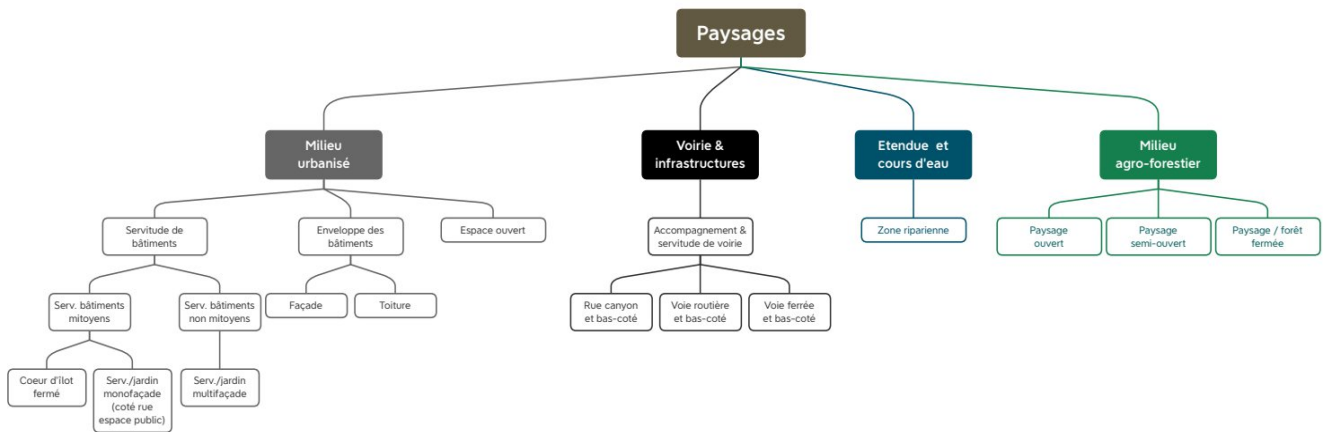 Paysages
Milieu
urbanisé
Voirie &
infrastructures
Etendue et
cours d'eau
Milieu
agro-forestier
Servitude de
bâtiments
Enveloppe des
bâtiments
Espace ouvert
Accompagnement &
servitude de voirie
Zone riparienne
Paysage
ouvert
Paysage
semi-ouvert
Paysage / forêt
fermée
Serv. bâtiments
mitoyens
Serv. bâtiments
non mitoyens
Façade
Toiture
Rue canyon
et bas-coté
Voie routière
et bas-coté
Voie ferrée
et bas-coté
Coeur d'îlot
fermé
Serv./jardin
monofaçade
(coté rue
espace public)
Serv./jardin
multifaçade